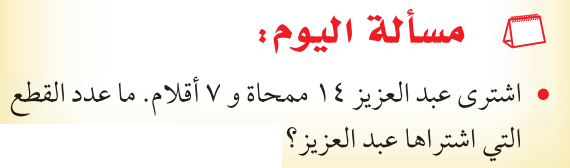 مسألة اليوم:
• اشترى عبد العزيز ١٤ ممحاة و ٧ أقلام. ما عدد القطع
التي اشتراها عبد العزيز؟